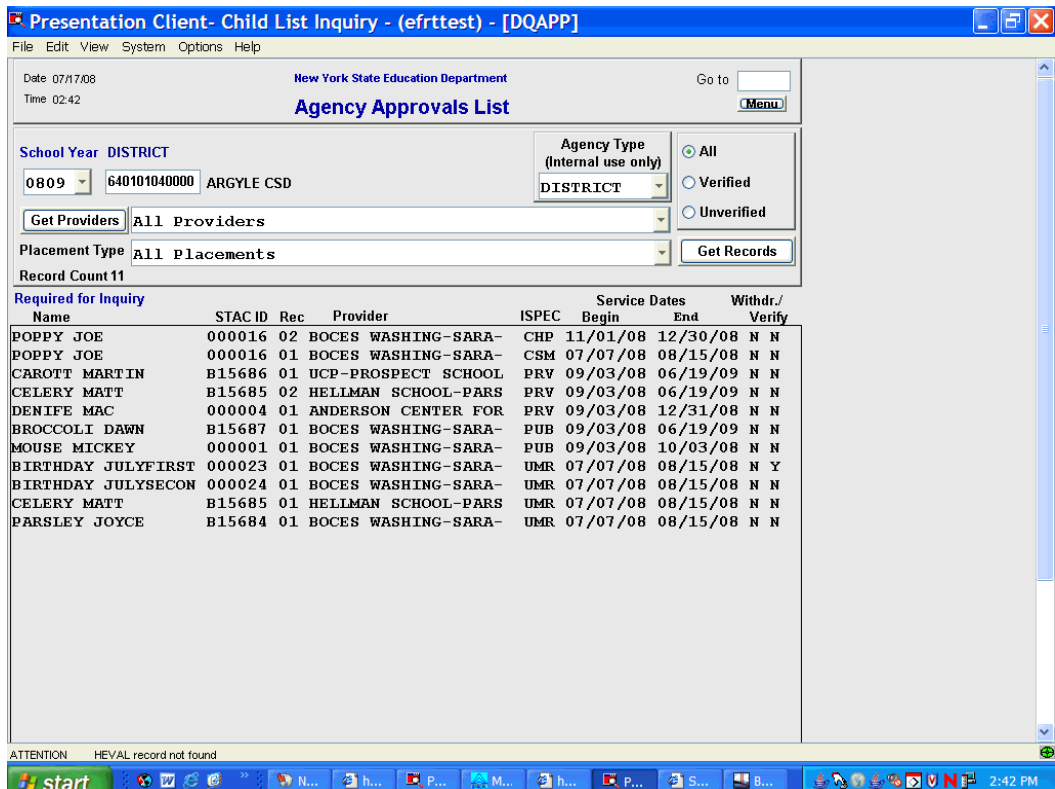 Presentation Client- Child List Inquiry - (efrttest) - [DQAPP]
File Edit View System Options Help
Date 07/17/08 New York State Education Department Go to
Time 02:42 Agency Approvals List Menu
School Year DISTRICT Agency Type (Internal use only) All
0809 640101040000 ARGYLE CSD DISTRICT Verified
Get Providers All Providers Unverified
Placement Type All Placements Get Records
Record Count 11
Required for Inquiry Service Dates Withdr./
Name STAC ID Rec Provider ISPEC Begin End Verify
POPPY JOE 000016 02 BOCES WASHING-SARA- CHP 11/01/08 12/30/08 N N
POPPY JOE 000016 01 BOCES WASHING-SARA- CSM 07/07/08 08/15/08 N N
CAROTT MARTIN B15686 01 UCP-PROSPECT SCHOOL PRV 09/03/08 06/19/09 N N
CELERY MATT B15685 02 HELLMAN SCHOOL-PARS PRV 09/03/08 06/19/09 N N
DENIFE MAC 000004 01 ANDERSON CENTER FOR PRV 09/03/08 12/31/08 N N
BROCCOLI DAWN B15687 01 BOCES WASHING-SARA- PUB 09/03/08 06/19/09 N N
MOUSE MICKEY 000001 01 BOCES WASHING-SARA- PUB 09/03/08 10/03/08 N N
BIRTHDAY JULYFIRST 000023 01 BOCES WASHING-SARA- UMR 07/07/08 08/15/08 N Y
BIRTHDAY JULYSECON 000024 01 BOCES WASHING-SARA- UMR 07/07/08 08/15/08 N N
CELERY MATT B15685 01 HELLMAN SCHOOL-PARS UMR 07/07/08 08/15/08 N N
PARSLEY JOYCE B15684 01 BOCES WASHING-SARA- UMR 07/07/08 08/15/08 N N
ATTENTION HEVAL record not found
start N... h... P... M... h... P... S... B... 2:42 PM